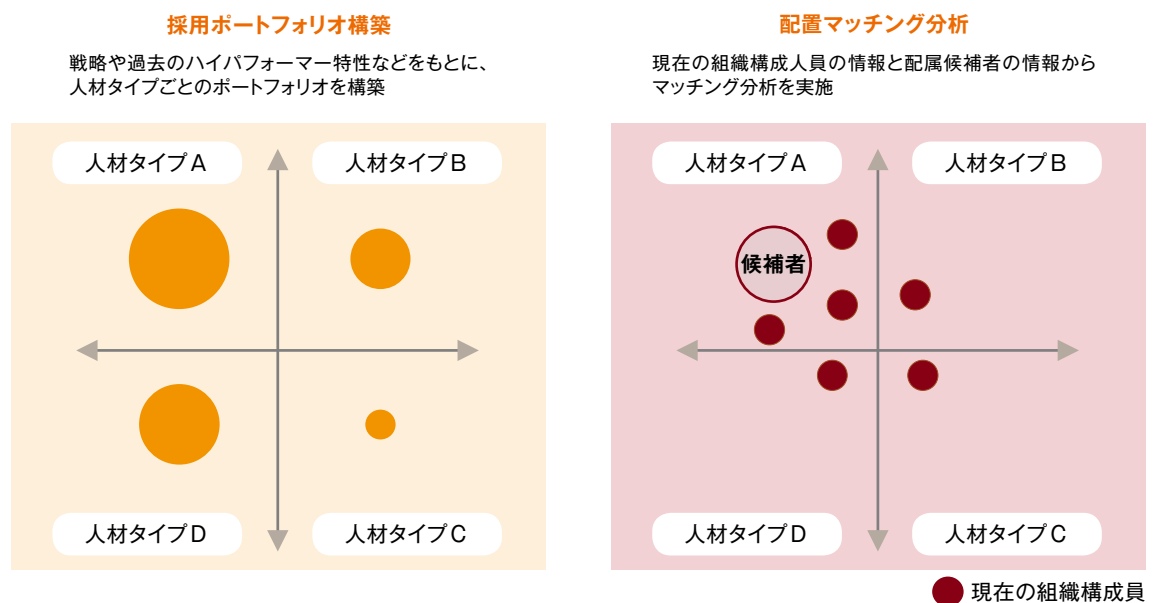 採用ポートフォリオ構築
戦略や過去のハイパフォーマー特性などをもとに、
人材タイプごとのポートフォリオを構築
人材タイプA
人材タイプB
人材タイプD
人材タイプC
配置マッチング分析
現在の組織構成人員の情報と配属候補者の情報から
マッチング分析を実施
人材タイプA
人材タイプB
候補者
人材タイプD
人材タイプC
現在の組織構成員